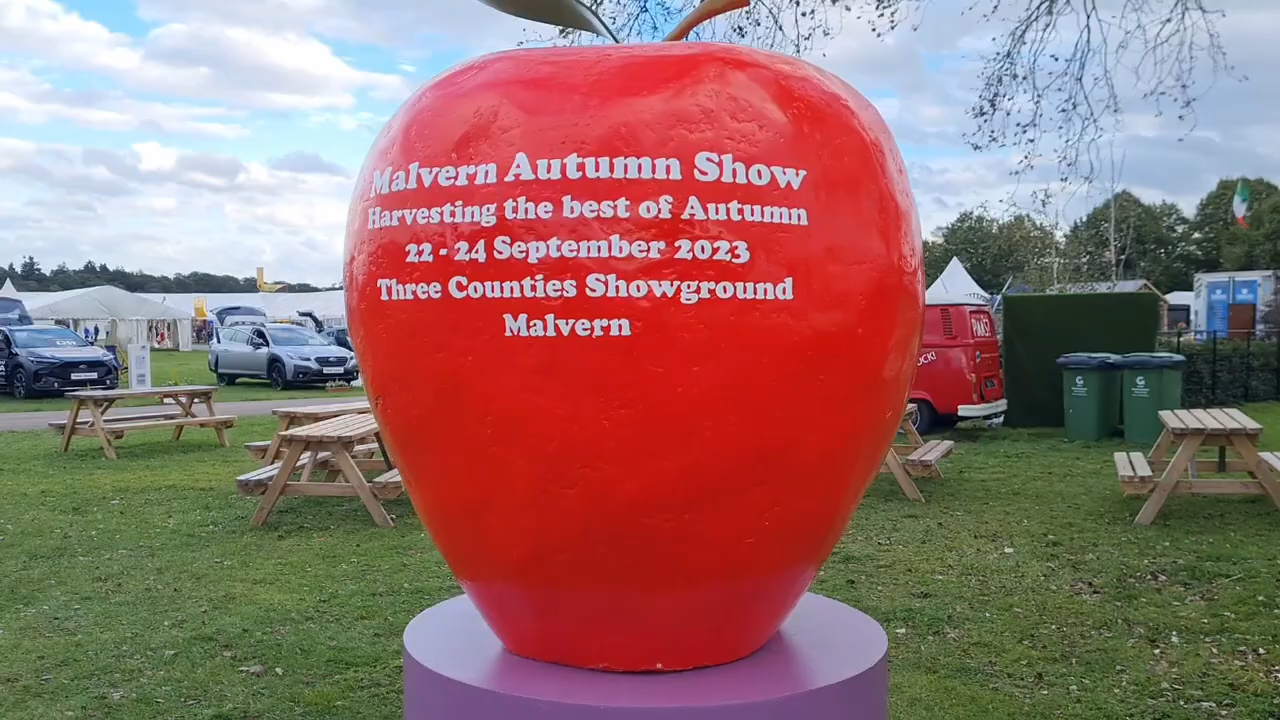 Malvern Autumn Show
Harvesting the best of Autumn
22 - 24 September 2023
Three Counties Showground
Malvern